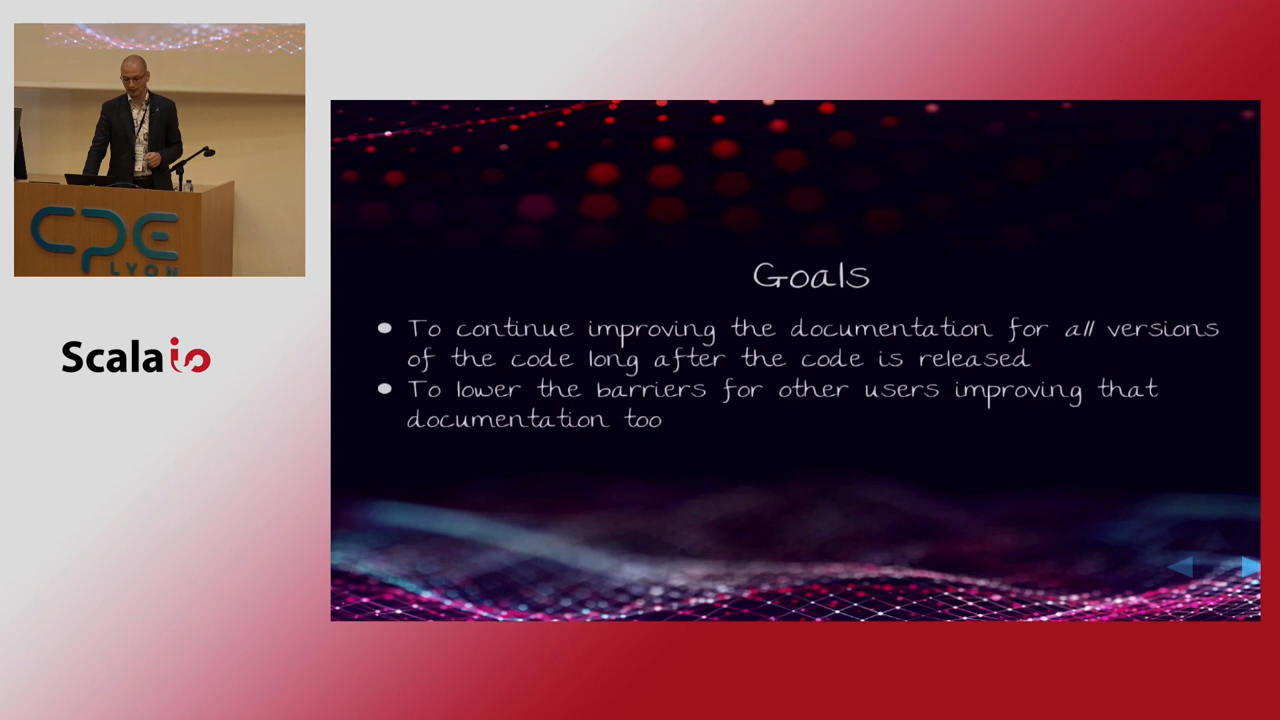 CPE
LYON
Scala io
Goals
• To continue improving the documentation for all versions
of the code long after the code is released
• To lower the barriers for other users improving that
documentation too